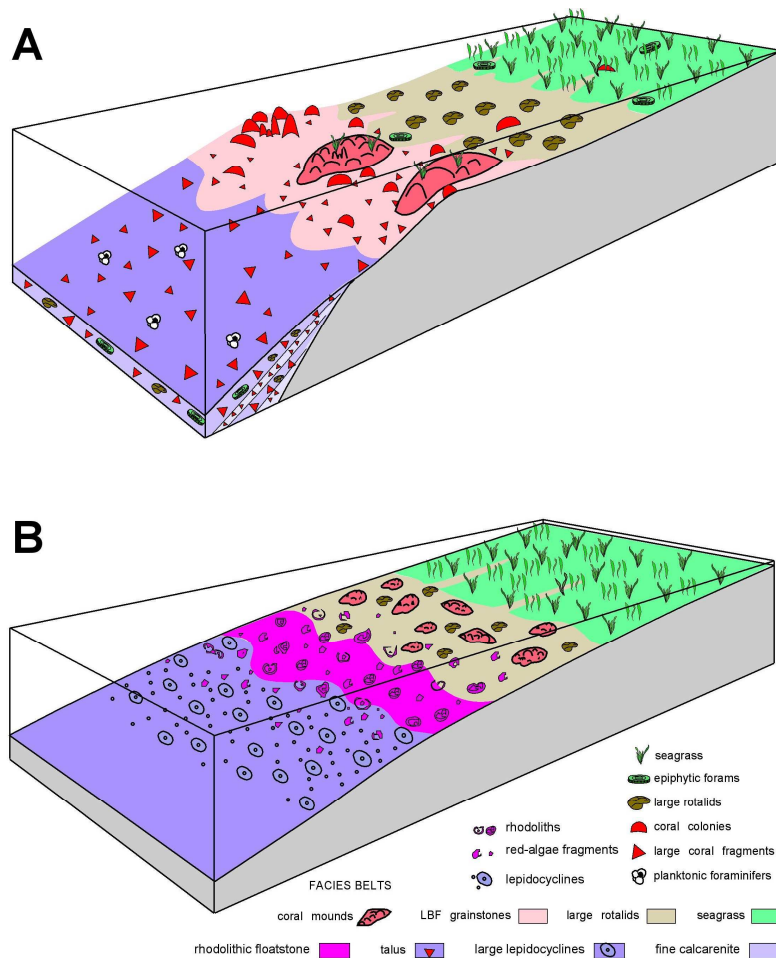 A
B
seagrass
epiphytic forams
large rotalids
rhodoliths
coral colonies
red-algae fragments
large coral fragments
lepidocyclines
planktonic foraminifers
FACIES BELTS
coral mounds LBF grainstones large rotalids seagrass
rhodolithic floatstone talus large lepidocyclines fine calcarenite